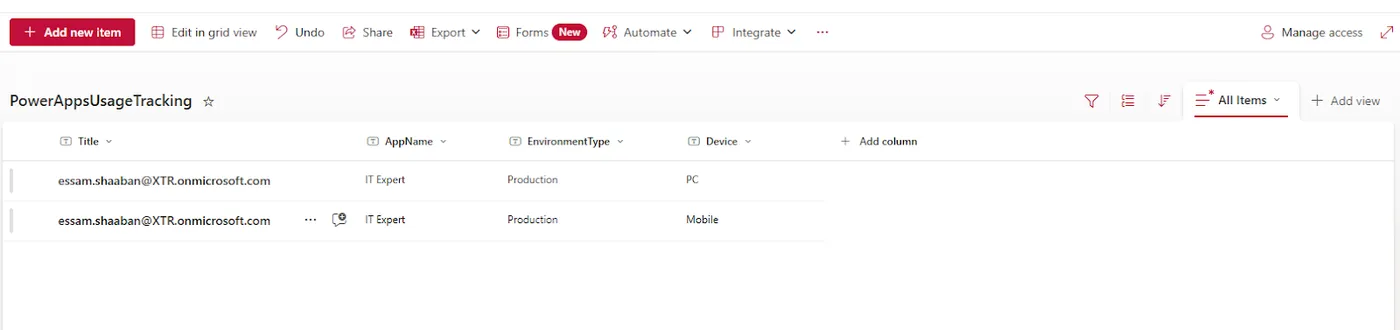 + Add new item Edit in grid view Undo Share Export Forms New Automate Integrate ... Manage access
PowerAppsUsageTracking All Items + Add view
Title AppName EnvironmentType Device + Add column
essam.shaaban@XTR.onmicrosoft.com IT Expert Production PC
essam.shaaban@XTR.onmicrosoft.com ... IT Expert Production Mobile